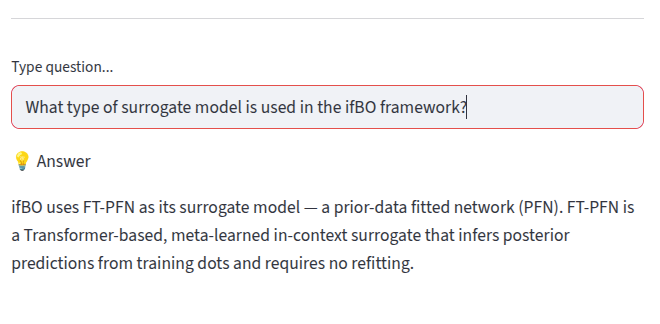 Type question...
What type of surrogate model is used in the ifBO framework?
💡 Answer
ifBO uses FT-PFN as its surrogate model — a prior-data fitted network (PFN). FT-PFN is
a Transformer-based, meta-learned in-context surrogate that infers posterior
predictions from training dots and requires no refitting.